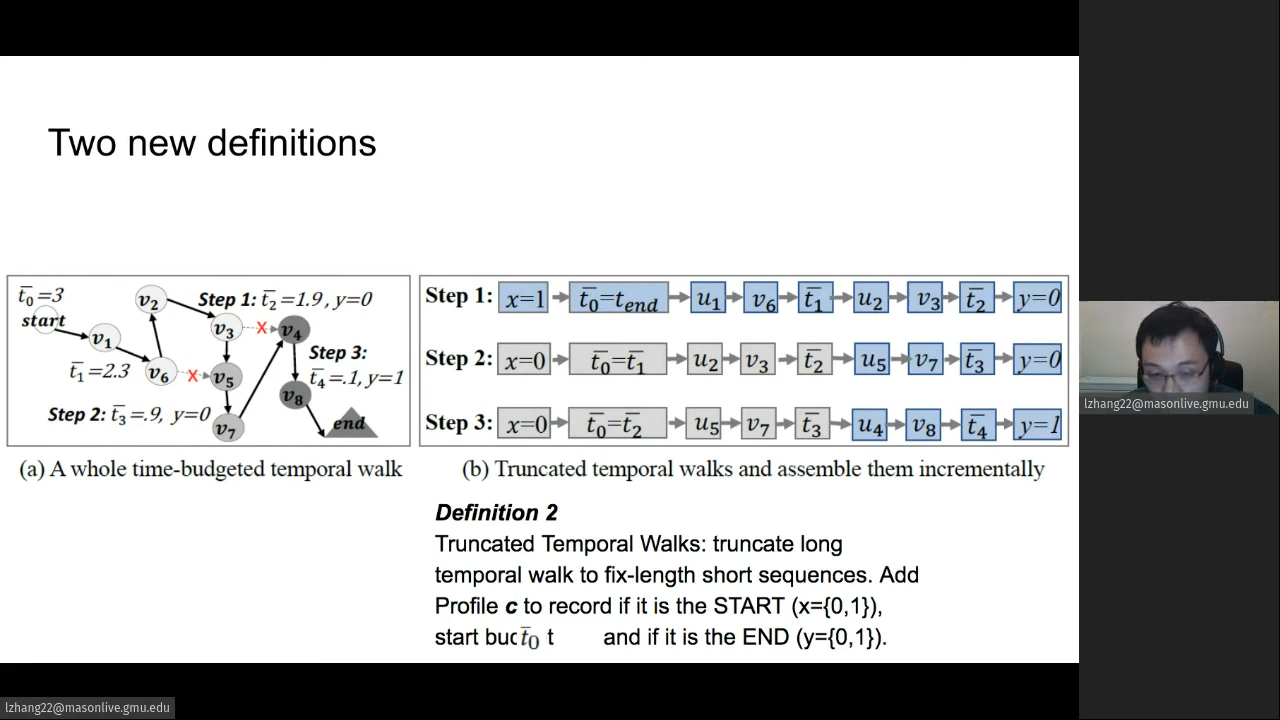 Two new definitions
t̄0=3
start
v1
v2
Step 1: t̄2=1.9, y=0
v3
X
v4
Step 3:
t̄4=.1, y=1
t̄1=2.3
v6
X
v5
v8
Step 2: t̄3=.9, y=0
v7
end
(a) A whole time-budgeted temporal walk
Step 1: x=1 t̄0=tend u1 v6 t̄1 u2 v3 t̄2 y=0
Step 2: x=0 t̄0=t̄1 u2 v3 t̄2 u5 v7 t̄3 y=0
Step 3: x=0 t̄0=t̄2 u5 v7 t̄3 u4 v8 t̄4 y=1
(b) Truncated temporal walks and assemble them incrementally
Definition 2
Truncated Temporal Walks: truncate long
temporal walk to fix-length short sequences. Add
Profile c to record if it is the START (x={0,1}),
start buc t̄0 t and if it is the END (y={0,1}).
lzhang22@masonlive.gmu.edu
lzhang22@masonlive.gmu.edu